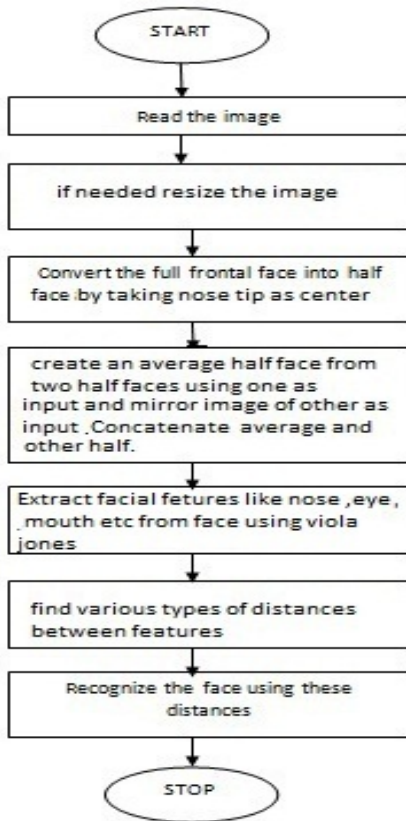 START
Read the image
if needed resize the image
Convert the full frontal face into half
face by taking nose tip as center
create an average half face from
two half faces using one as
input and mirror image of other as
input .Concatenate average and
other half.
Extract facial fetures like nose ,eye,
mouth etc from face using viola
jones
find various types of distances
between features
Recognize the face using these
distances
STOP